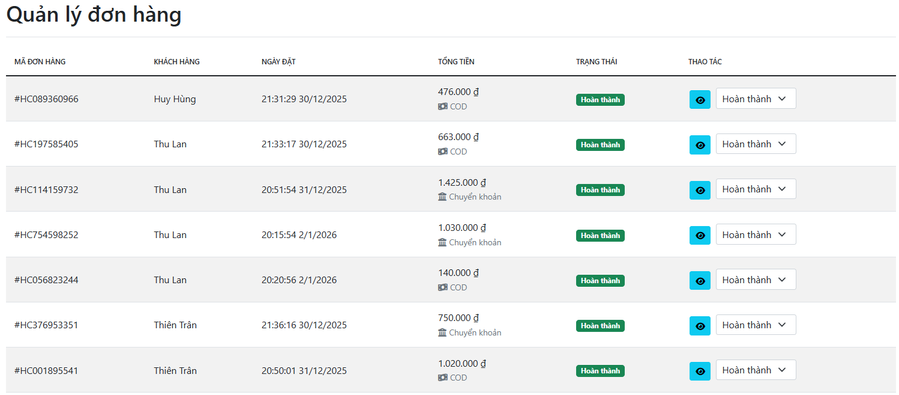 Quản lý đơn hàng
MÃ ĐƠN HÀNG KHÁCH HÀNG NGÀY ĐẶT TỔNG TIỀN TRẠNG THÁI THAO TÁC
#HC089360966 Huy Hùng 21:31:29 30/12/2025 476.000 ₫ Hoàn thành Hoàn thành
COD
#HC197585405 Thu Lan 21:33:17 30/12/2025 663.000 ₫ Hoàn thành Hoàn thành
COD
#HC114159732 Thu Lan 20:51:54 31/12/2025 1.425.000 ₫ Hoàn thành Hoàn thành
Chuyển khoản
#HC754598252 Thu Lan 20:15:54 2/1/2026 1.030.000 ₫ Hoàn thành Hoàn thành
Chuyển khoản
#HC056823244 Thu Lan 20:20:56 2/1/2026 140.000 ₫ Hoàn thành Hoàn thành
COD
#HC376953351 Thiên Trân 21:36:16 30/12/2025 750.000 ₫ Hoàn thành Hoàn thành
Chuyển khoản
#HC001895541 Thiên Trân 20:50:01 31/12/2025 1.020.000 ₫ Hoàn thành Hoàn thành
COD